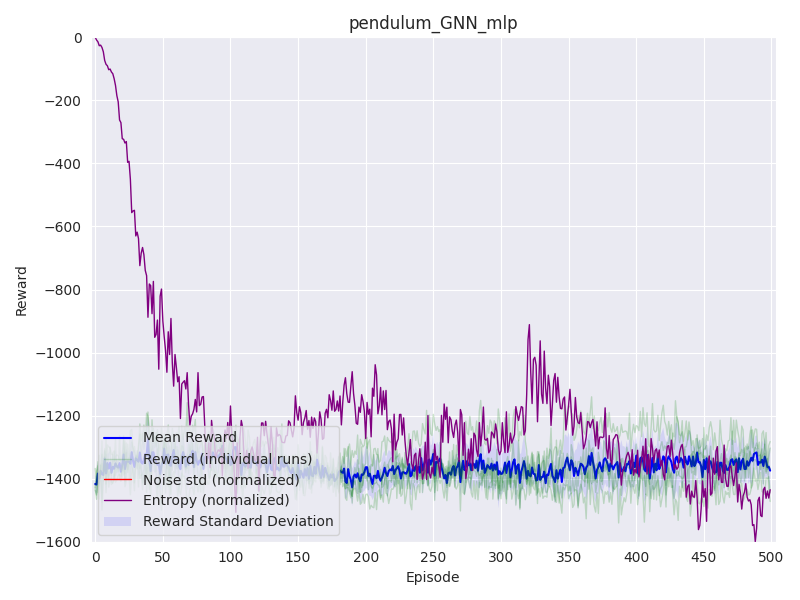 pendulum_GNN_mlp
0
−200
−400
−600
−800
−1000
−1200
−1400
−1600
Reward
Mean Reward
Reward (individual runs)
Noise std (normalized)
Entropy (normalized)
Reward Standard Deviation
0 50 100 150 200 250 300 350 400 450 500
Episode